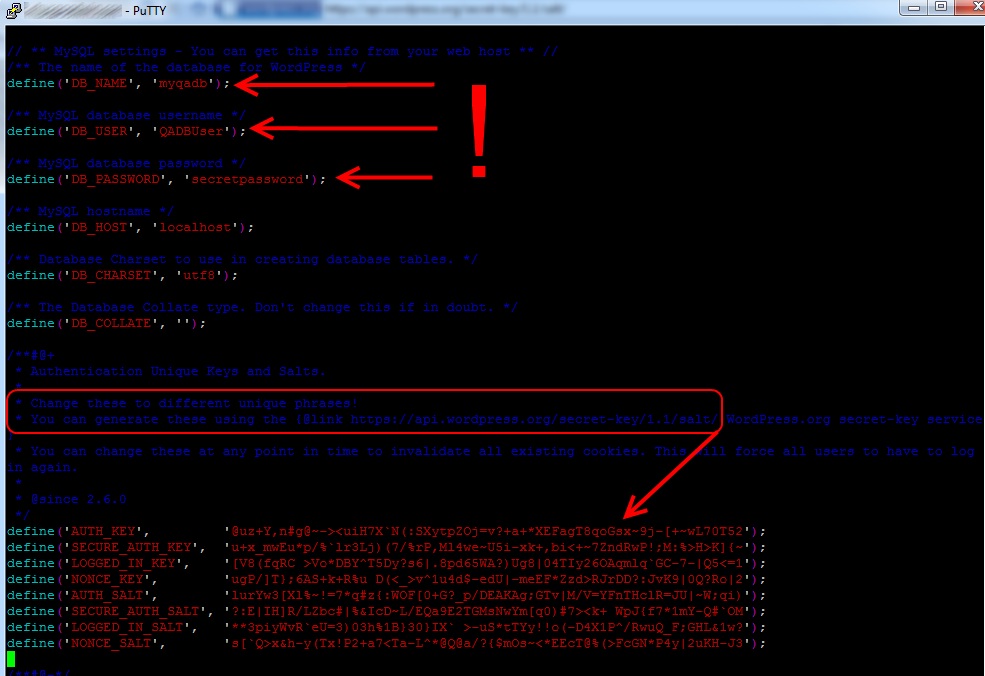 - PuTTY
// ** MySQL settings - You can get this info from your web host ** //
/** The name of the database for WordPress */
define('DB_NAME', 'myqadb');
!
/** MySQL database username */
define('DB_USER', 'QADBUser');
/** MySQL database password */
define('DB_PASSWORD', 'secretpassword');
/** MySQL hostname */
define('DB_HOST', 'localhost');
/** Database Charset to use in creating database tables. */
define('DB_CHARSET', 'utf8');
/** The Database Collate type. Don't change this if in doubt. */
define('DB_COLLATE', '');
/**#@+
* Authentication Unique Keys and Salts.
*
* Change these to different unique phrases!
* You can generate these using the {@link https://api.wordpress.org/secret-key/1.1/salt/ WordPress.org secret-key service
}
* You can change these at any point in time to invalidate all existing cookies. This will force all users to have to log
in again.
*
* @since 2.6.0
*/
define('AUTH_KEY', '@uz+Y,n#g@~-><uiH7X`N(:SXytpZOj=v?+a+*XEFagT8qoGsx~9j-[+~wL70T52');
define('SECURE_AUTH_KEY', 'u+x_mwEu*p/%`lr3Lj)(7/%rP,Ml4we~U5i-xk+,bi<+~7ZndRwP!;M:%>H>K]{~');
define('LOGGED_IN_KEY', '[V8(fqRC >Vo*DBY^T5Dy?s6|.8pd65WA?)Ug8|04TIy26OAqmlq`GC-7-|Q5<=1'
define('NONCE_KEY', 'ugP/]T);6AS+k+R%u D(<_>v^1u4d$-edU|-meEF*Zzd>RJrDD?:JvK9|0Q?Ro|2');
define('AUTH_SALT', 'lurYw3[Xl%~!=7*q#z(:WOF[0+G?_p/DEAKAg;GTv|M/V=YFnTHclR=JU|~W;zi');
define('SECURE_AUTH_SALT', '?:E|IH]R/LZbc#|%&IcD~L/EQa9E2TGMsNwYm[q0)#7><k+ WpJ{f7*1mY-Q#`OM');
define('LOGGED_IN_SALT', '**3piyWvR`eU=3)03h%1B}30}IX` >-uS*tTYy!!o(-D4X1P^/RwuQ_F;GHL&1w?');
define('NONCE_SALT', 's[`Q>x&h-y(Tx!P2+a7<Ta-L^*@Q@a/?{$mOs~<*EEcT@%(>FcGN*P4y|2uKH-J3');